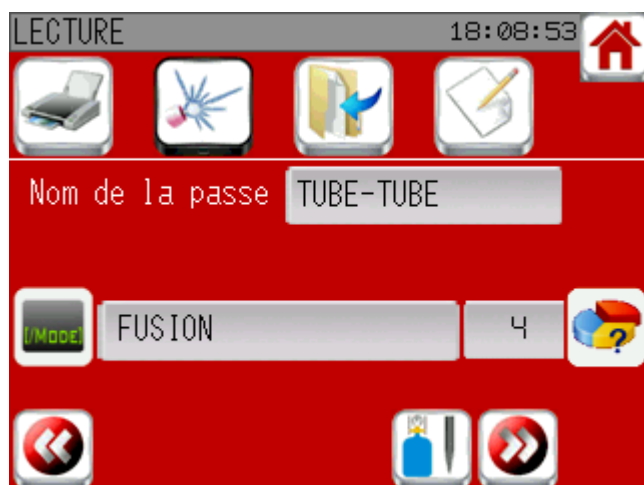 LECTURE 18:08:53
Nom de la passe TUBE-TUBE
[/MODE] FUSION 4 ?